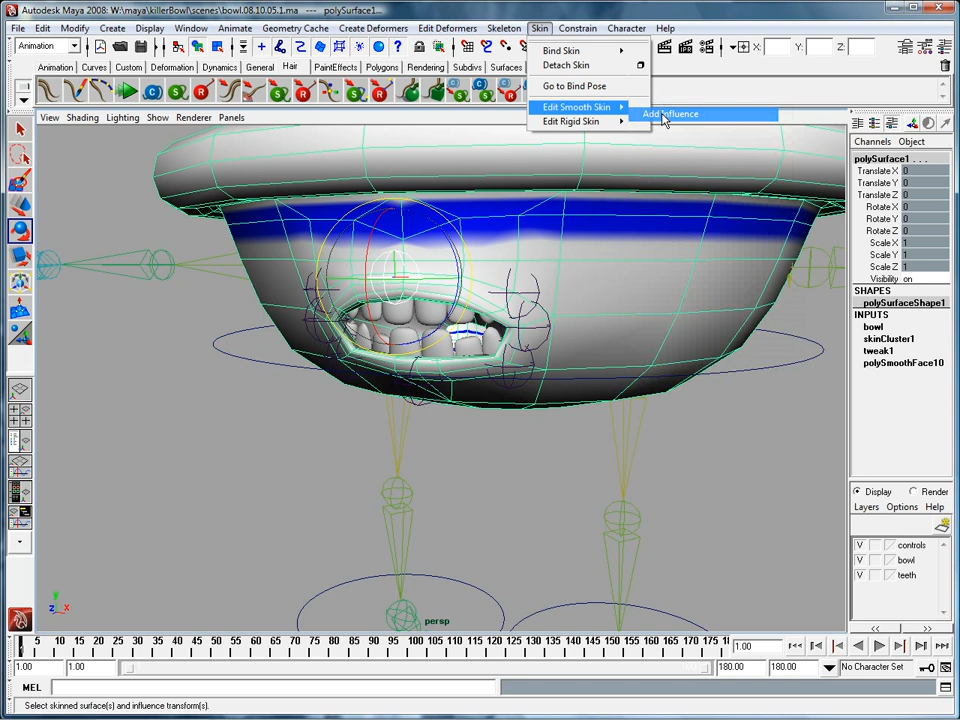 Autodesk Maya 2008: W:\maya\killerBowl\scenes\bowl.08.10.05.1.ma --- polySurface1...
File Edit Modify Create Display Window Animate Geometry Cache Create Deformers Edit Deformers Skeleton Skin Constrain Character Help
Animation X: Y: Z:
Animation Curves Custom Deformation Dynamics General Hair PaintEffects Polygons Rendering Subdivs Surfaces
Bind Skin
Detach Skin
Go to Bind Pose
Edit Smooth Skin
Add Influence
Edit Rigid Skin
View Shading Lighting Show Renderer Panels
Channels Object
polySurface1 . . .
Translate X 0
Translate Y 0
Translate Z 0
Rotate X 0
Rotate Y 0
Rotate Z 0
Scale X 1
Scale Y 1
Scale Z 1
Visibility on
SHAPES
polySurfaceShape1
INPUTS
bowl
skinCluster1
tweak1
polySmoothFace10
Display Render
Layers Options Help
V controls
V bowl
V teeth
y
z x
persp
5 10 15 20 25 30 35 40 45 50 55 60 65 70 75 80 85 90 95 100 105 110 115 120 125 130 135 140 145 150 155 160 165 170 175 1
1.00
1.00 1.00 180.00 180.00 No Character Set
MEL
Select skinned surface(s) and influence transform(s).